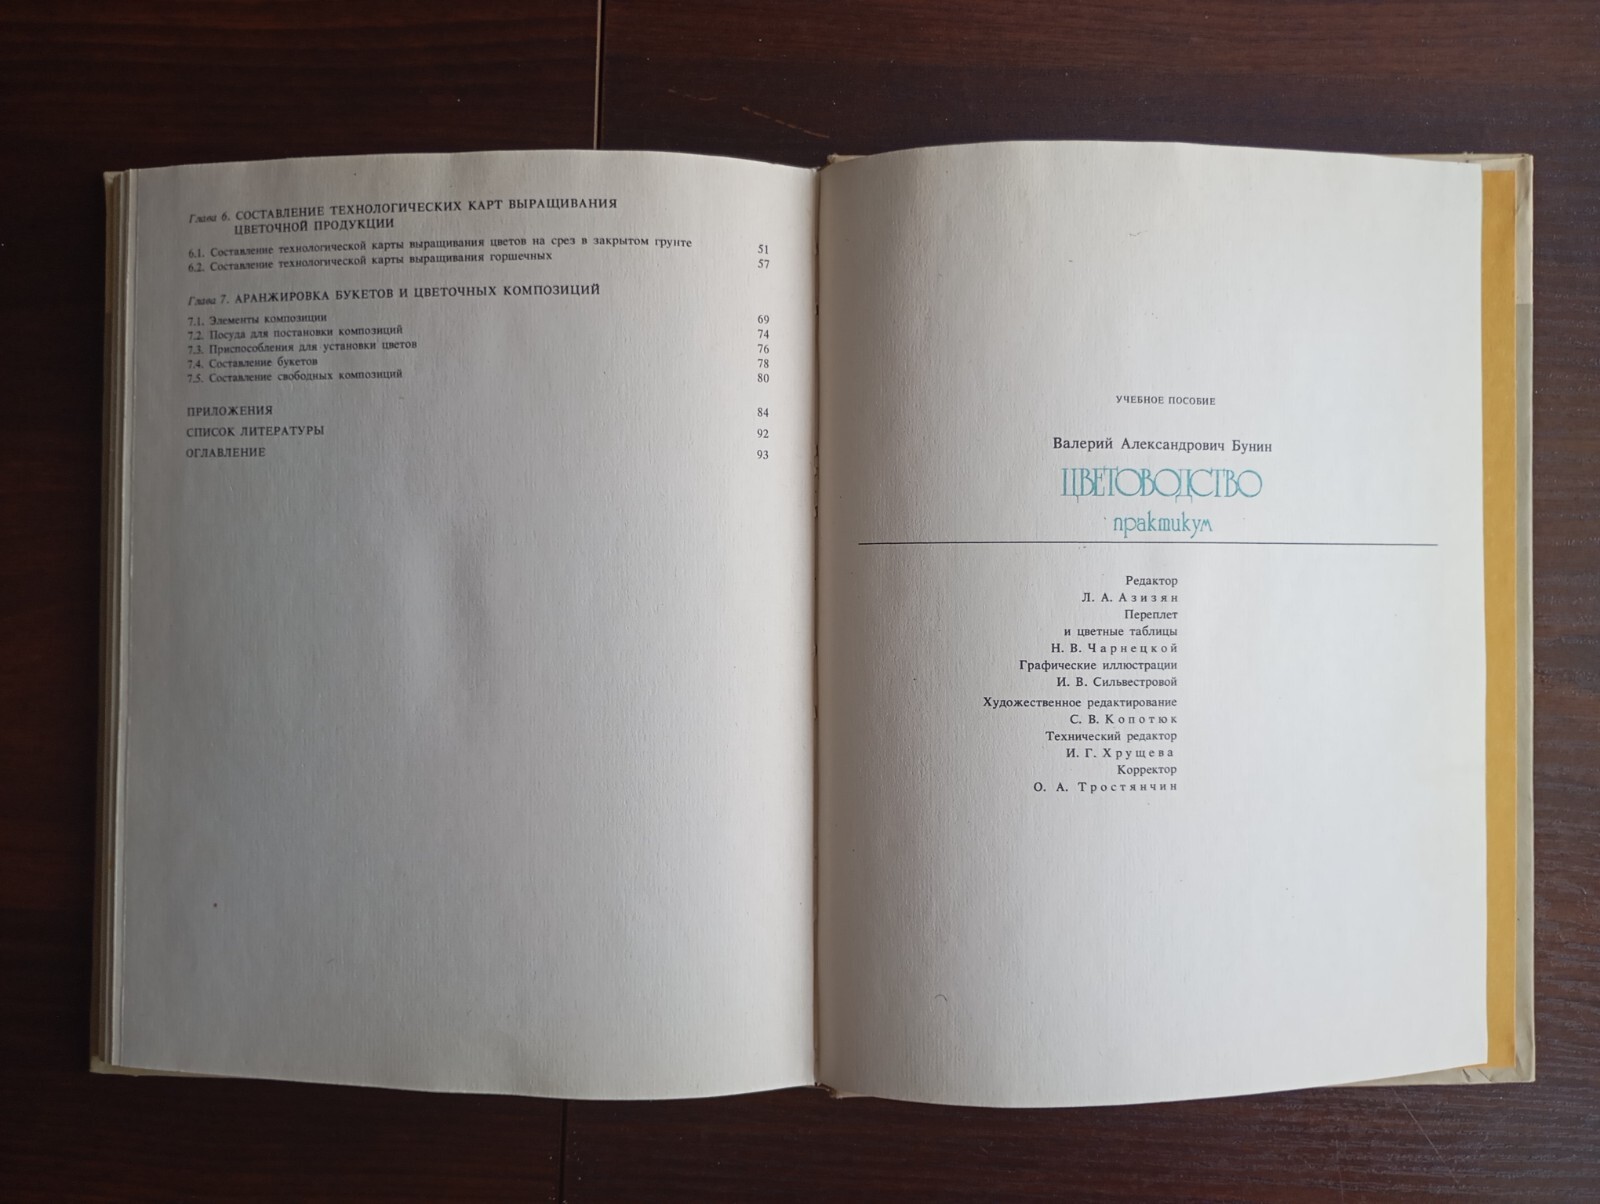 Глава 6. СОСТАВЛЕНИЕ ТЕХНОЛОГИЧЕСКИХ КАРТ ВЫРАЩИВАНИЯ
ЦВЕТОЧНОЙ ПРОДУКЦИИ
6.1. Составление технологической карты выращивания цветов на срез в закрытом грунте 51
6.2. Составление технологической карты выращивания горшечных 57
Глава 7. АРАНЖИРОВКА БУКЕТОВ И ЦВЕТОЧНЫХ КОМПОЗИЦИЙ
7.1. Элементы композиции 69
7.2. Посуда для постановки композиций 74
7.3. Приспособления для установки цветов 76
7.4. Составление букетов 78
7.5. Составление свободных композиций 80
ПРИЛОЖЕНИЯ 84
СПИСОК ЛИТЕРАТУРЫ 92
ОГЛАВЛЕНИЕ 93
УЧЕБНОЕ ПОСОБИЕ
Валерий Александрович Бунин
ЦВЕТОВОДСТВО
практикум
Редактор
Л. А. Азизян
Переплет
и цветные таблицы
Н. В. Чарнецкой
Графические иллюстрации
И. В. Сильвестровой
Художественное редактирование
С. В. Копотюк
Технический редактор
И. Г. Хрущева
Корректор
О. А. Тростянчин